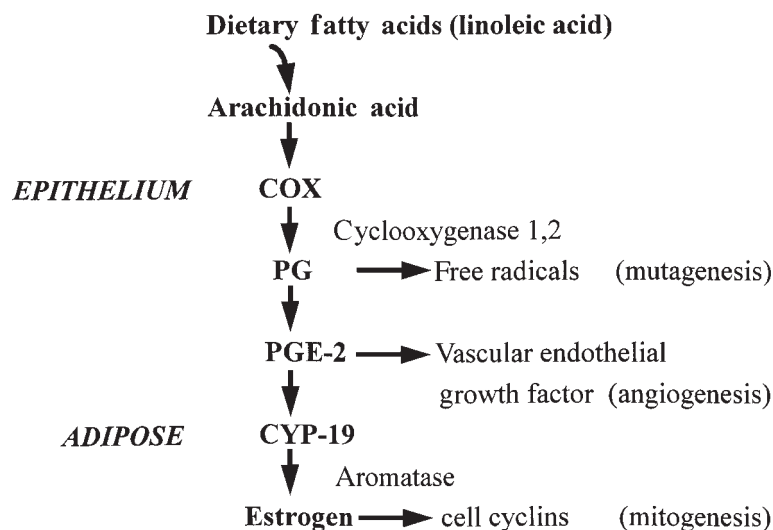 Dietary fatty acids (linoleic acid)
Arachidonic acid
EPITHELIUM COX
Cyclooxygenase 1,2
PG Free radicals (mutagenesis)
PGE-2 Vascular endothelial
growth factor (angiogenesis)
ADIPOSE CYP-19
Aromatase
Estrogen cell cyclins (mitogenesis)